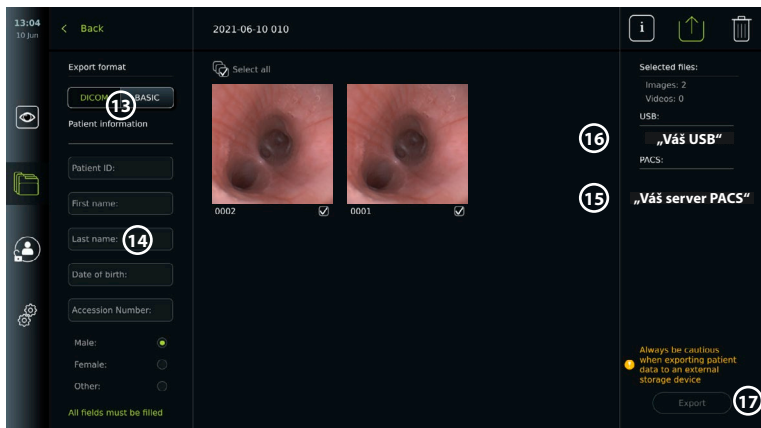 13:04
10 Jun
Back
2021-06-10 010
i
Export format
DICOM
BASIC
13
Patient information
Patient ID:
First name:
Last name:
14
Date of birth:
Accession Number:
Male:
Female:
Other:
All fields must be filled
Select all
0002
0001
Selected files:
Images: 2
Videos: 0
USB:
16
„Váš USB“
PACS:
15
„Váš server PACS“
Always be cautious
when exporting patient
data to an external
storage device
Export
17